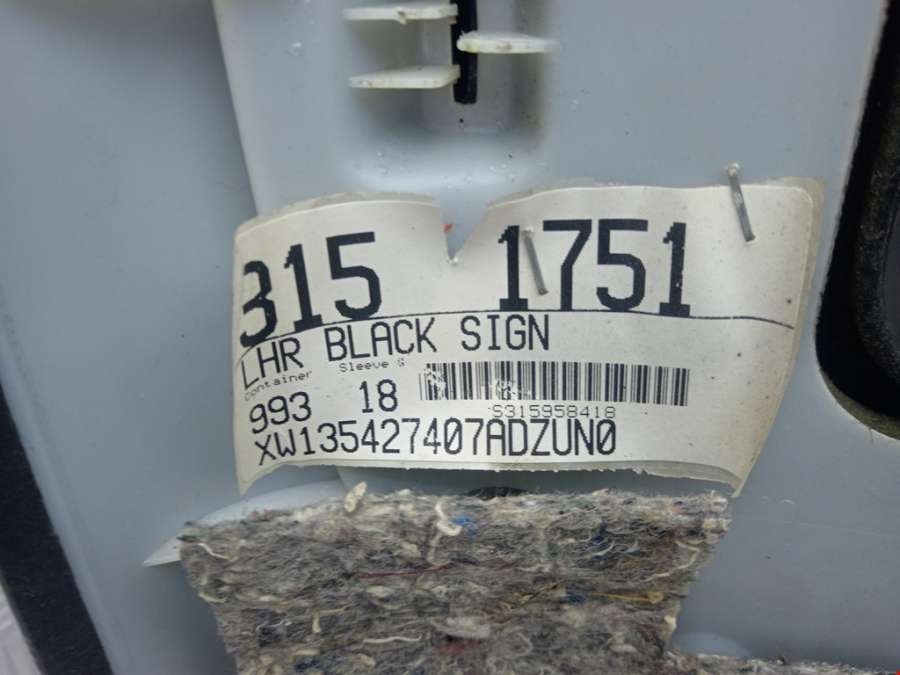 315 1751
LHR BLACK SIGN
Container Sleeve G
993 18
S315958418
XW135427407ADZUN0